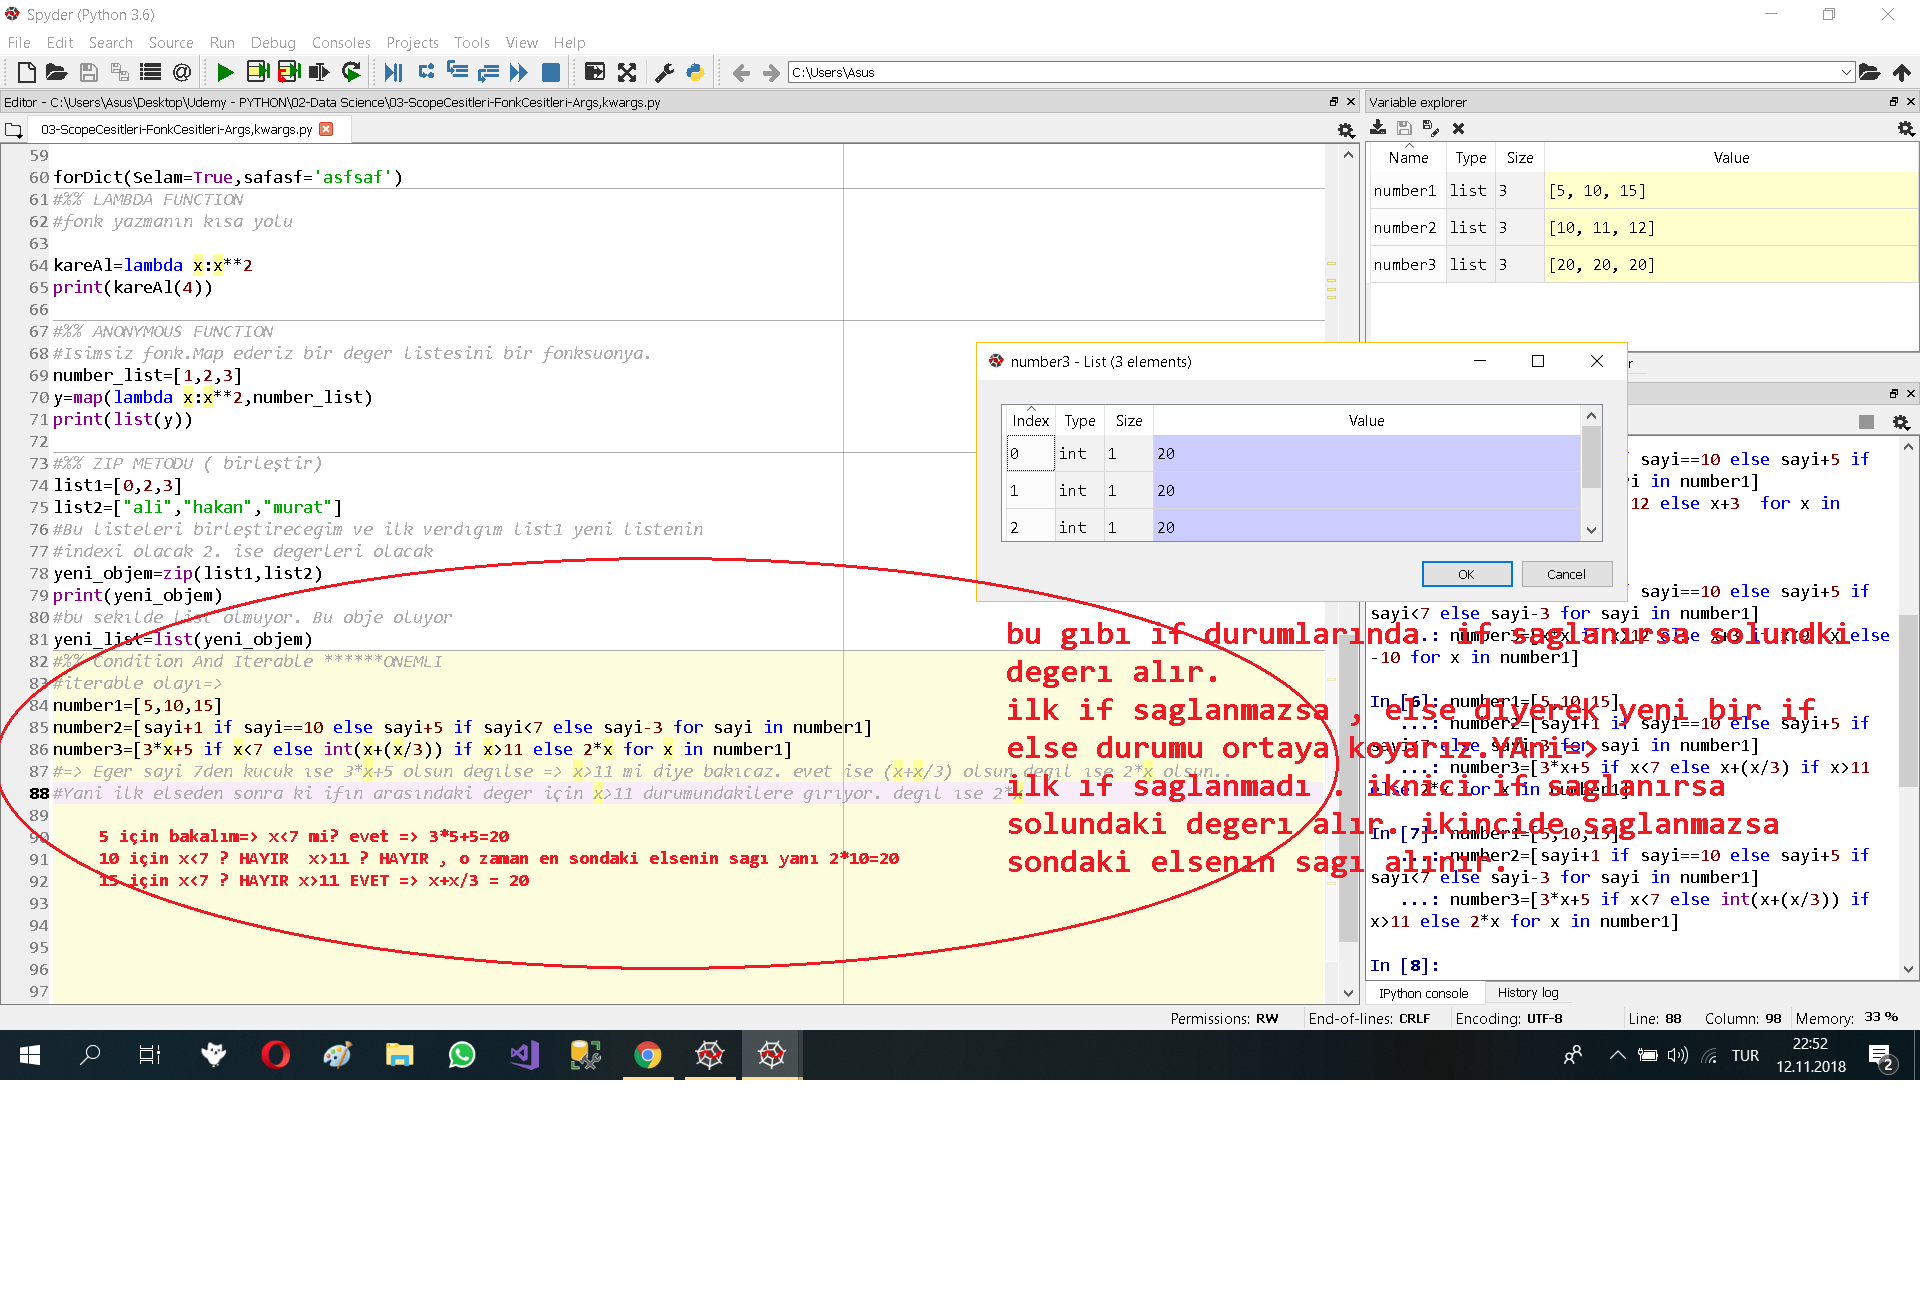 Spyder (Python 3.6)
File Edit Search Source Run Debug Consoles Projects Tools View Help
C:\Users\Asus
Editor - C:\Users\Asus\Desktop\Udemy - PYTHON\02-Data Science\03-ScopeCesitleri-FonkCesitleri-Args,kwargs.py
03-ScopeCesitleri-FonkCesitleri-Args,kwargs.py
59
60 forDict(Selam=True,safasf='asfsaf')
61 #%% LAMBDA FUNCTION
62 #fonk yazmanın kısa yolu
63
64 kareAl=lambda x:x**2
65 print(kareAl(4))
66
67 #%% ANONYMOUS FUNCTION
68 #Isimsiz fonk.Map ederiz bir deger listesini bir fonksuonya.
69 number_list=[1,2,3]
70 y=map(lambda x:x**2,number_list)
71 print(list(y))
72
73 #%% ZIP METODU ( birleştir)
74 list1=[0,2,3]
75 list2=["ali","hakan","murat"]
76 #Bu listeleri birleştirecegim ve ilk verdıgım list1 yeni listenin
77 #indexi olacak 2. ise degerleri olacak
78 yeni_objem=zip(list1,list2)
79 print(yeni_objem)
80 #bu sekılde list olmuyor. Bu obje oluyor
81 yeni_list=list(yeni_objem)
82 #%% Condition And Iterable ******ONEMLI
83 #iterable olayı=>
84 number1=[5,10,15]
85 number2=[sayi+1 if sayi==10 else sayi+5 if sayi<7 else sayi-3 for sayi in number1]
86 number3=[3*x+5 if x<7 else int(x+(x/3)) if x>11 else 2*x for x in number1]
87 #=> Eger sayi 7den kucuk ıse 3*x+5 olsun degılse => x>11 mi diye bakıcaz. evet ise (x+x/3) olsun degıl ıse 2*x olsun..
88 #Yani ilk elseden sonra ki ifın arasındaki deger için x>11 durumundakilere gırıyor. degıl ıse 2*x
89
90 5 için bakalım=> x<7 mi? evet => 3*5+5=20
91 10 için x<7 ? HAYIR x>11 ? HAYIR , o zaman en sondaki elsenin sagı yanı 2*10=20
92 15 için x<7 ? HAYIR x>11 EVET => x+x/3 = 20
93
94
95
96
97
bu gıbı ıf durumlarında. if saglanırsa solundki
degerı alır.
ilk if saglanmazsa , else diyerek yeni bir if
else durumu ortaya koyarız.YAni=>
ilk ıf saglanmadı . iknici if saglanırsa
solundaki degerı alır. ikincide saglanmazsa
sondaki elsenın sagı alınır.
Variable explorer
Name Type Size Value
number1 list 3 [5, 10, 15]
number2 list 3 [10, 11, 12]
number3 list 3 [20, 20, 20]
number3 - List (3 elements)
Index Type Size Value
0 int 1 20
1 int 1 20
2 int 1 20
OK Cancel
sayi==10 else sayi+5 if
i in number1]
12 else x+3 for x in
sayi==10 else sayi+5 if
sayi<7 else sayi-3 for sayi in number1]
-10 for x in number1]
In [6]: number1=[5,10,15]
...: number2=[sayi+1 if sayi==10 else sayi+5 if
sayi<7 else sayi-3 for sayi in number1]
...: number3=[3*x+5 if x<7 else x+(x/3) if x>11
else 2*x for x in number1]
In [7]: number1=[5,10,15]
...: number2=[sayi+1 if sayi==10 else sayi+5 if
sayi<7 else sayi-3 for sayi in number1]
...: number3=[3*x+5 if x<7 else int(x+(x/3)) if
x>11 else 2*x for x in number1]
In [8]:
IPython console History log
Permissions: RW End-of-lines: CRLF Encoding: UTF-8 Line: 88 Column: 98 Memory: 33 %
TUR
22:52
12.11.2018
2